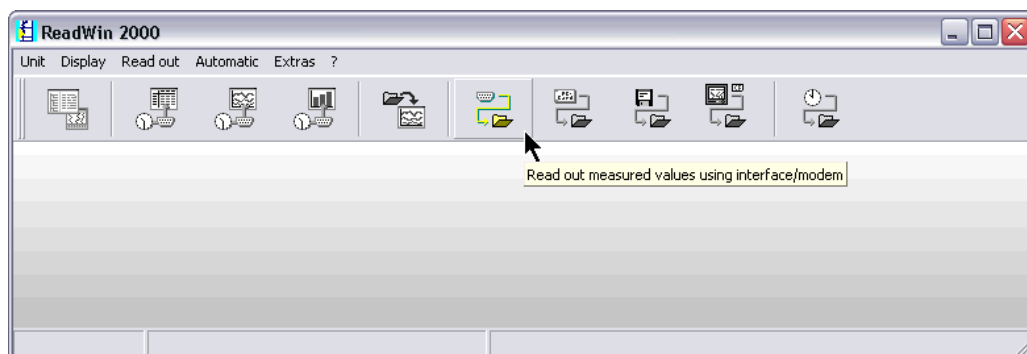 ReadWin 2000
Unit Display Read out Automatic Extras ?
Read out measured values using interface/modem